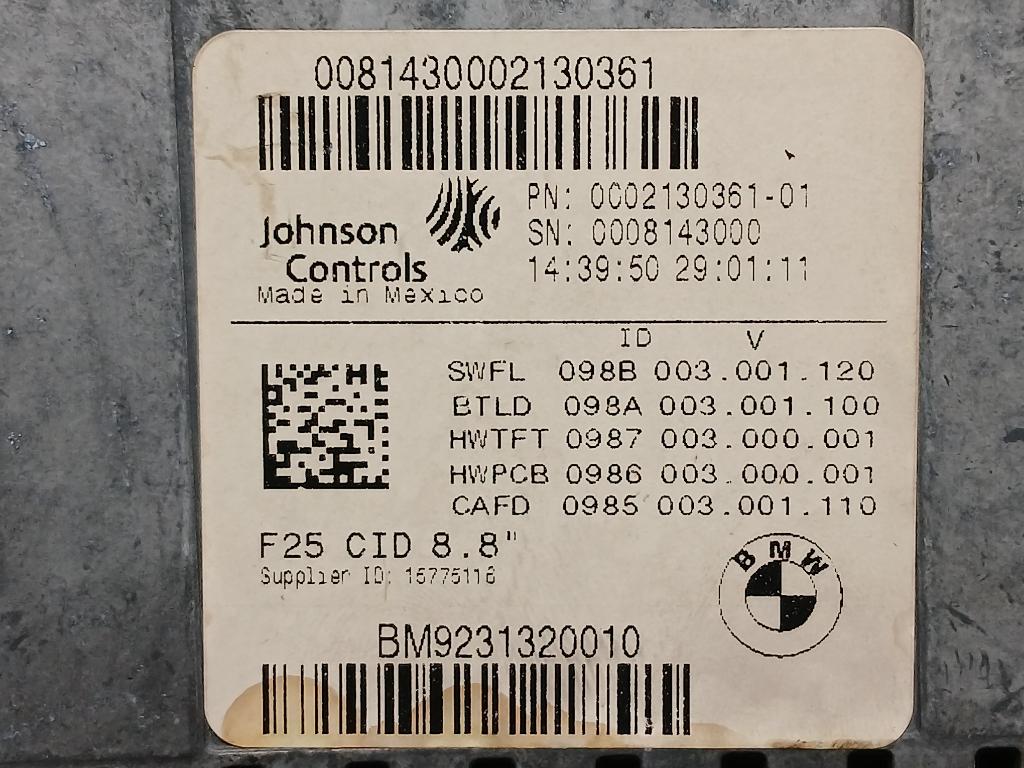 0081430002130361
PN: 0002130361-01
Johnson
Controls
SN: 0008143000
14:39:50 29:01:11
Made in Mexico
ID V
SWFL 098B 003.001.120
BTLD 098A 003.001.100
HWTFT 0987 003.000.001
HWPCB 0986 003.000.001
CAFD 0985 003.001.110
F25 CID 8.8"
Supplier ID: 15775116
BMW
BM9231320010